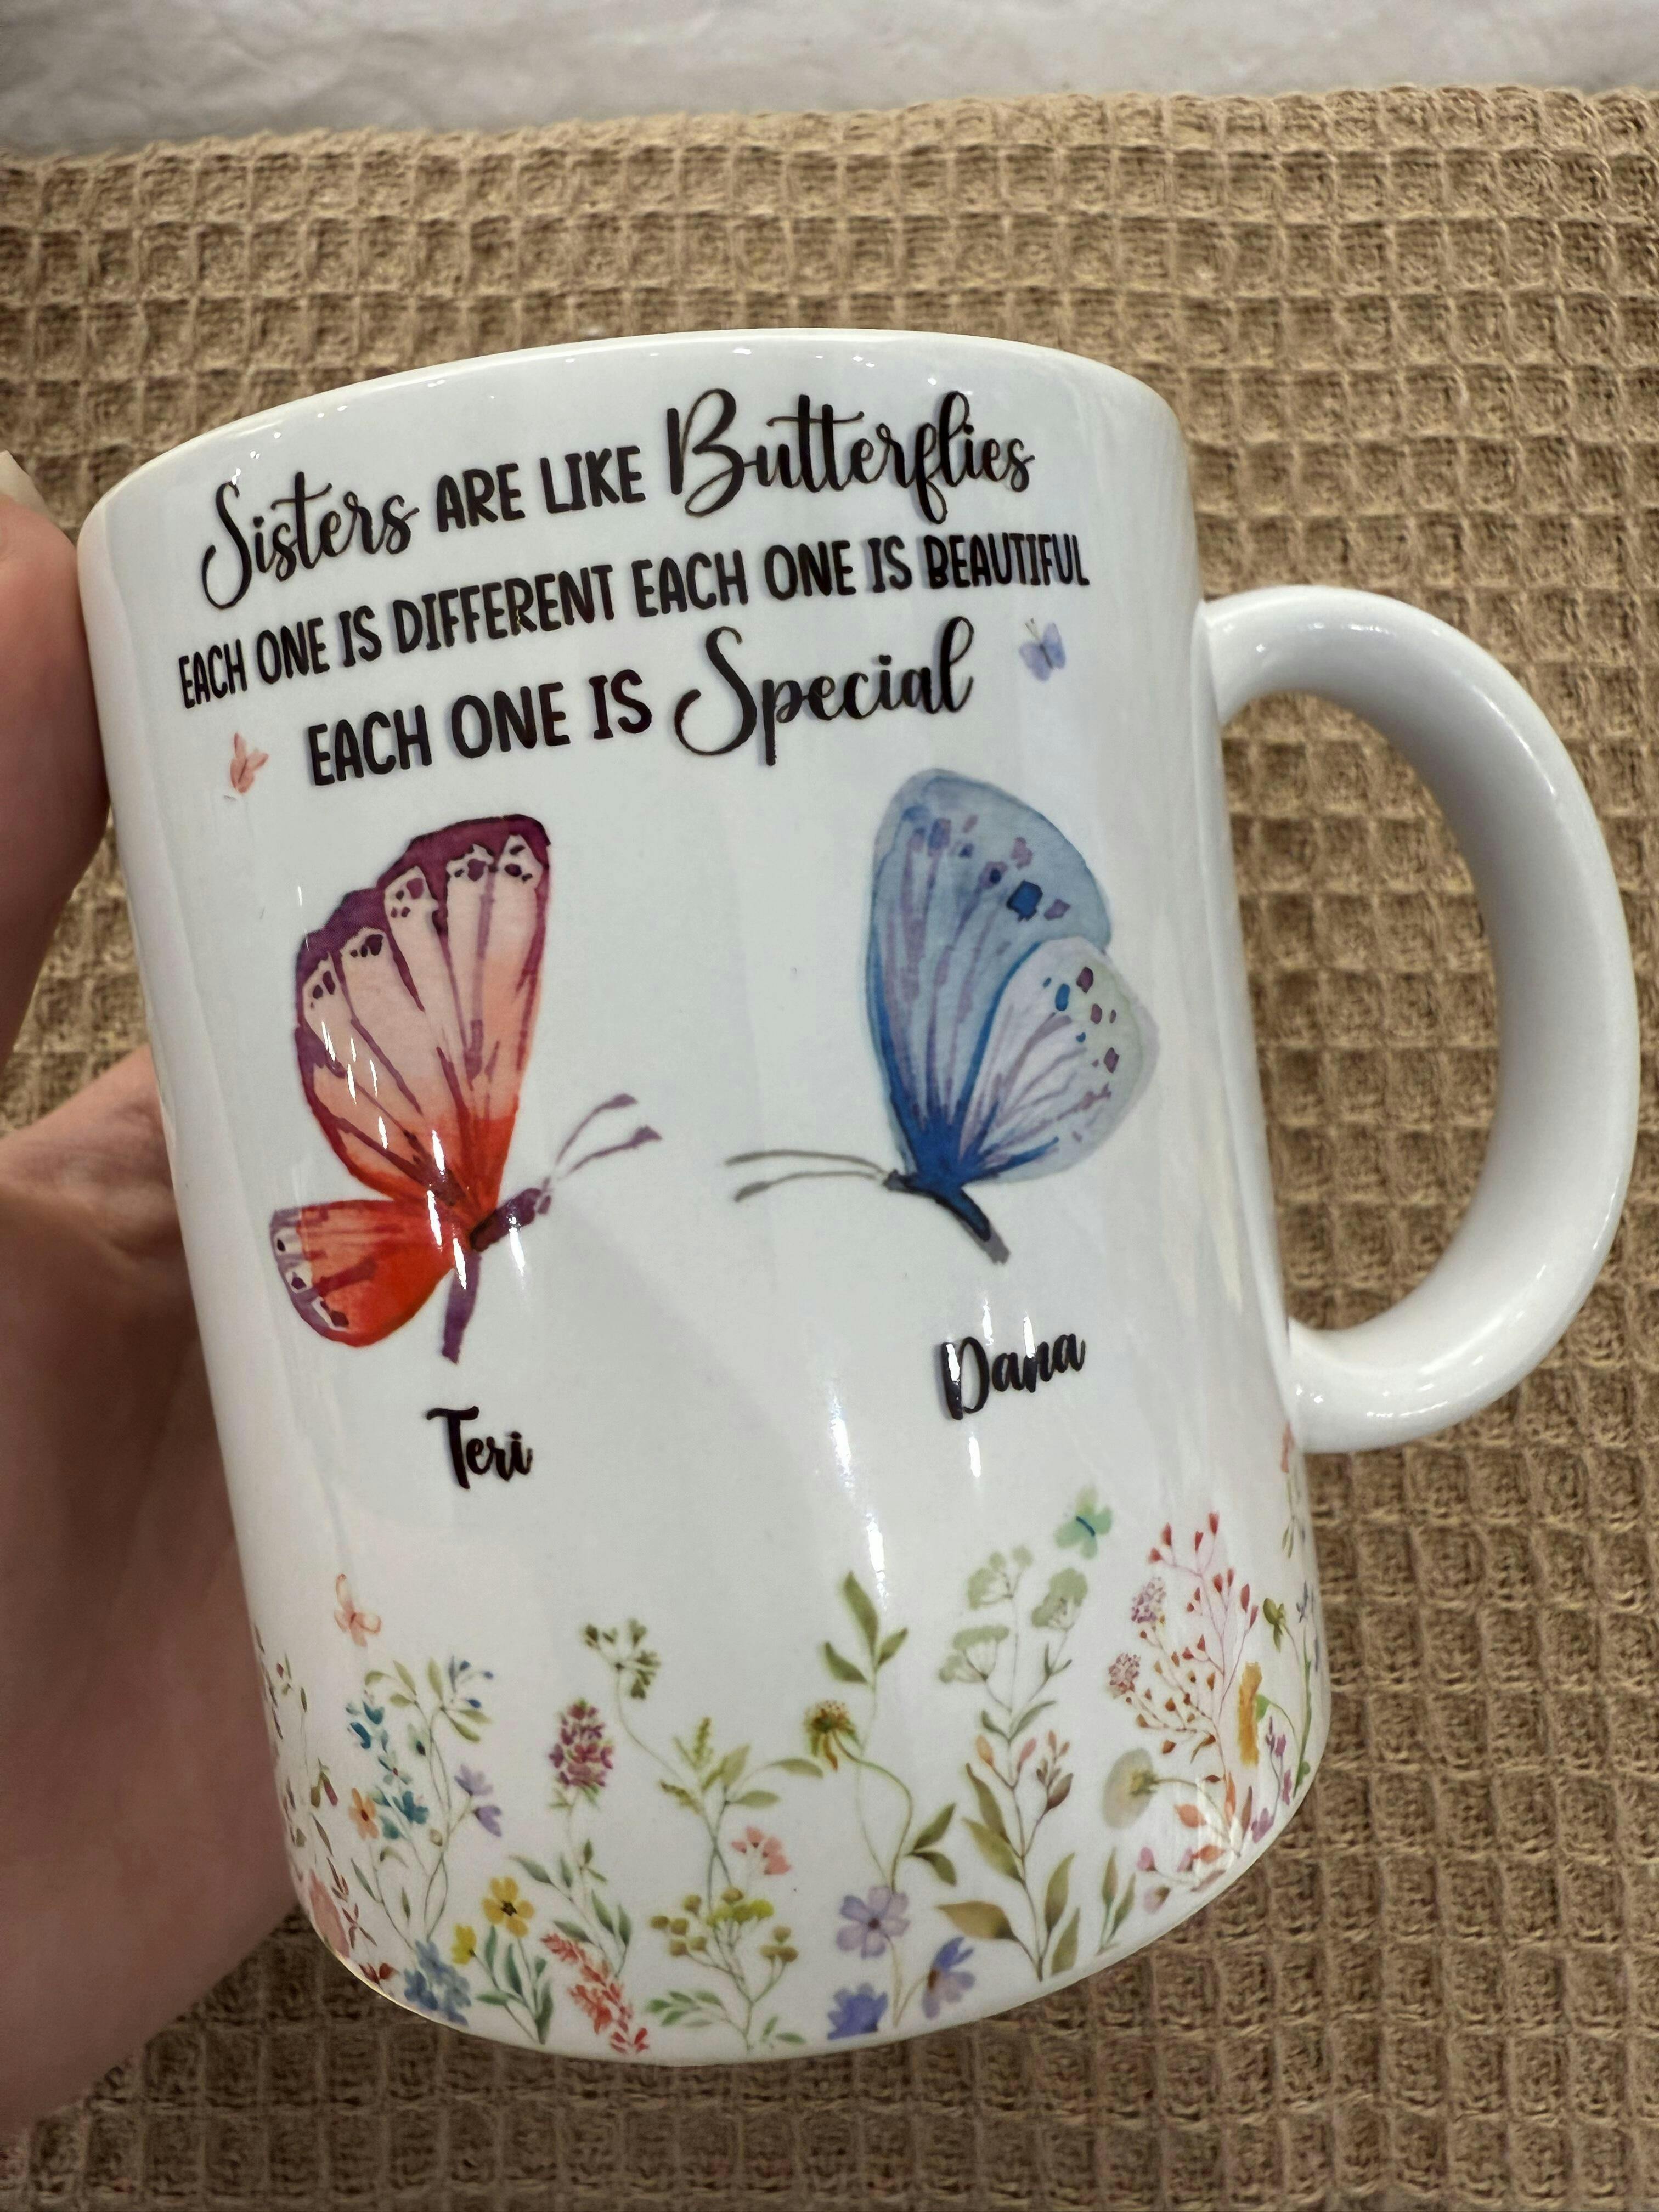 Sisters ARE LIKE Butterflies
EACH ONE IS DIFFERENT EACH ONE IS BEAUTIFUL
EACH ONE IS Special
Teri
Dana